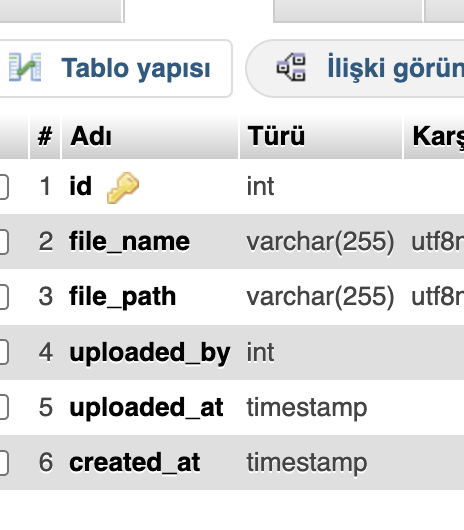 Tablo yapısı İlişki görün
# Adı Türü Karş
1 id int
2 file_name varchar(255) utf8r
3 file_path varchar(255) utf8r
4 uploaded_by int
5 uploaded_at timestamp
6 created_at timestamp